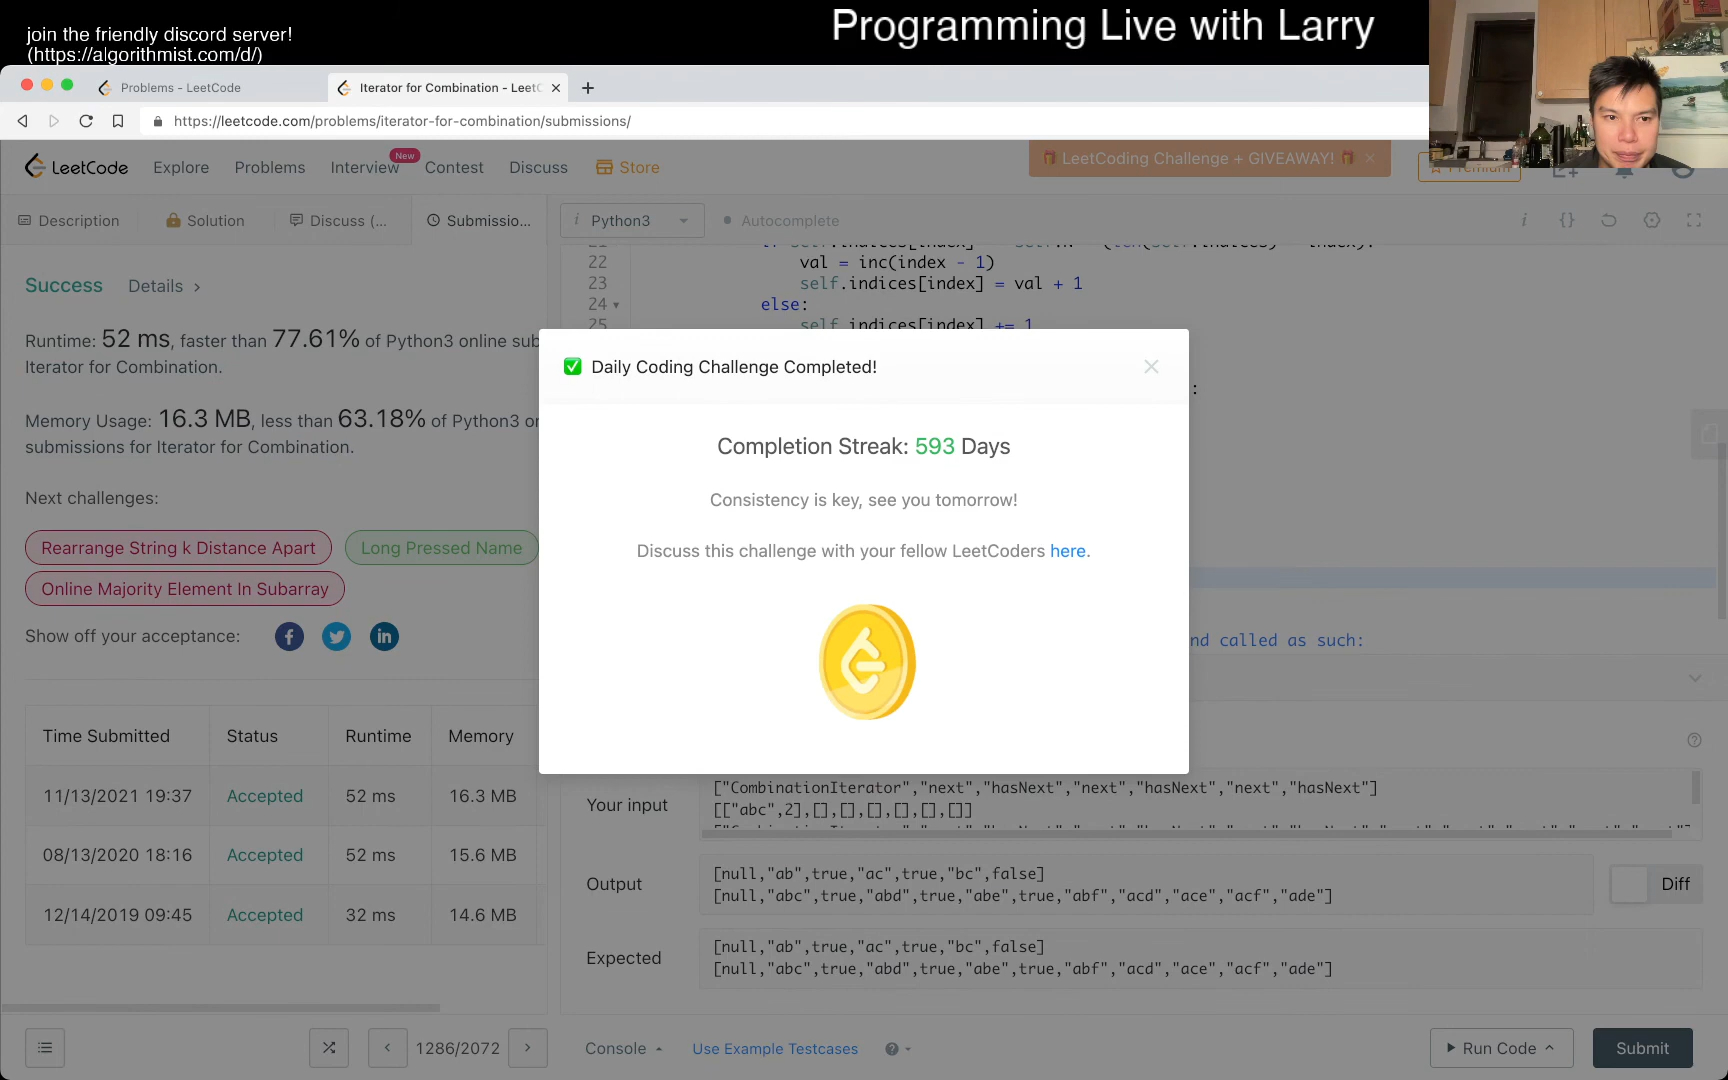 join the friendly discord server!
(https://algorithmist.com/d/)
Programming Live with Larry
Problems - LeetCode
Iterator for Combination - LeetC
https://leetcode.com/problems/iterator-for-combination/submissions/
LeetCode
Explore
Problems
Interview
New
Contest
Discuss
Store
LeetCoding Challenge + GIVEAWAY!
Premium
Description
Solution
Discuss (...
Submissio...
i Python3
Autocomplete
Success
Details
Runtime: 52 ms, faster than 77.61% of Python3 online sub
Iterator for Combination.
Memory Usage: 16.3 MB, less than 63.18% of Python3 on
submissions for Iterator for Combination.
Next challenges:
Rearrange String k Distance Apart
Long Pressed Name
Online Majority Element In Subarray
Show off your acceptance:
Time Submitted Status Runtime Memory
11/13/2021 19:37 Accepted 52 ms 16.3 MB
08/13/2020 18:16 Accepted 52 ms 15.6 MB
12/14/2019 09:45 Accepted 32 ms 14.6 MB
22 val = inc(index - 1)
23 self.indices[index] = val + 1
24 else:
25 self.indices[index] += 1
:
nd called as such:
Daily Coding Challenge Completed!
Completion Streak: 593 Days
Consistency is key, see you tomorrow!
Discuss this challenge with your fellow LeetCoders here.
Your input
["CombinationIterator","next","hasNext","next","hasNext","next","hasNext"]
[["abc",2],[],[],[],[],[],[]]
Output
[null,"ab",true,"ac",true,"bc",false]
[null,"abc",true,"abd",true,"abe",true,"abf","acd","ace","acf","ade"]
Diff
Expected
[null,"ab",true,"ac",true,"bc",false]
[null,"abc",true,"abd",true,"abe",true,"abf","acd","ace","acf","ade"]
1286/2072
Console
Use Example Testcases
Run Code
Submit